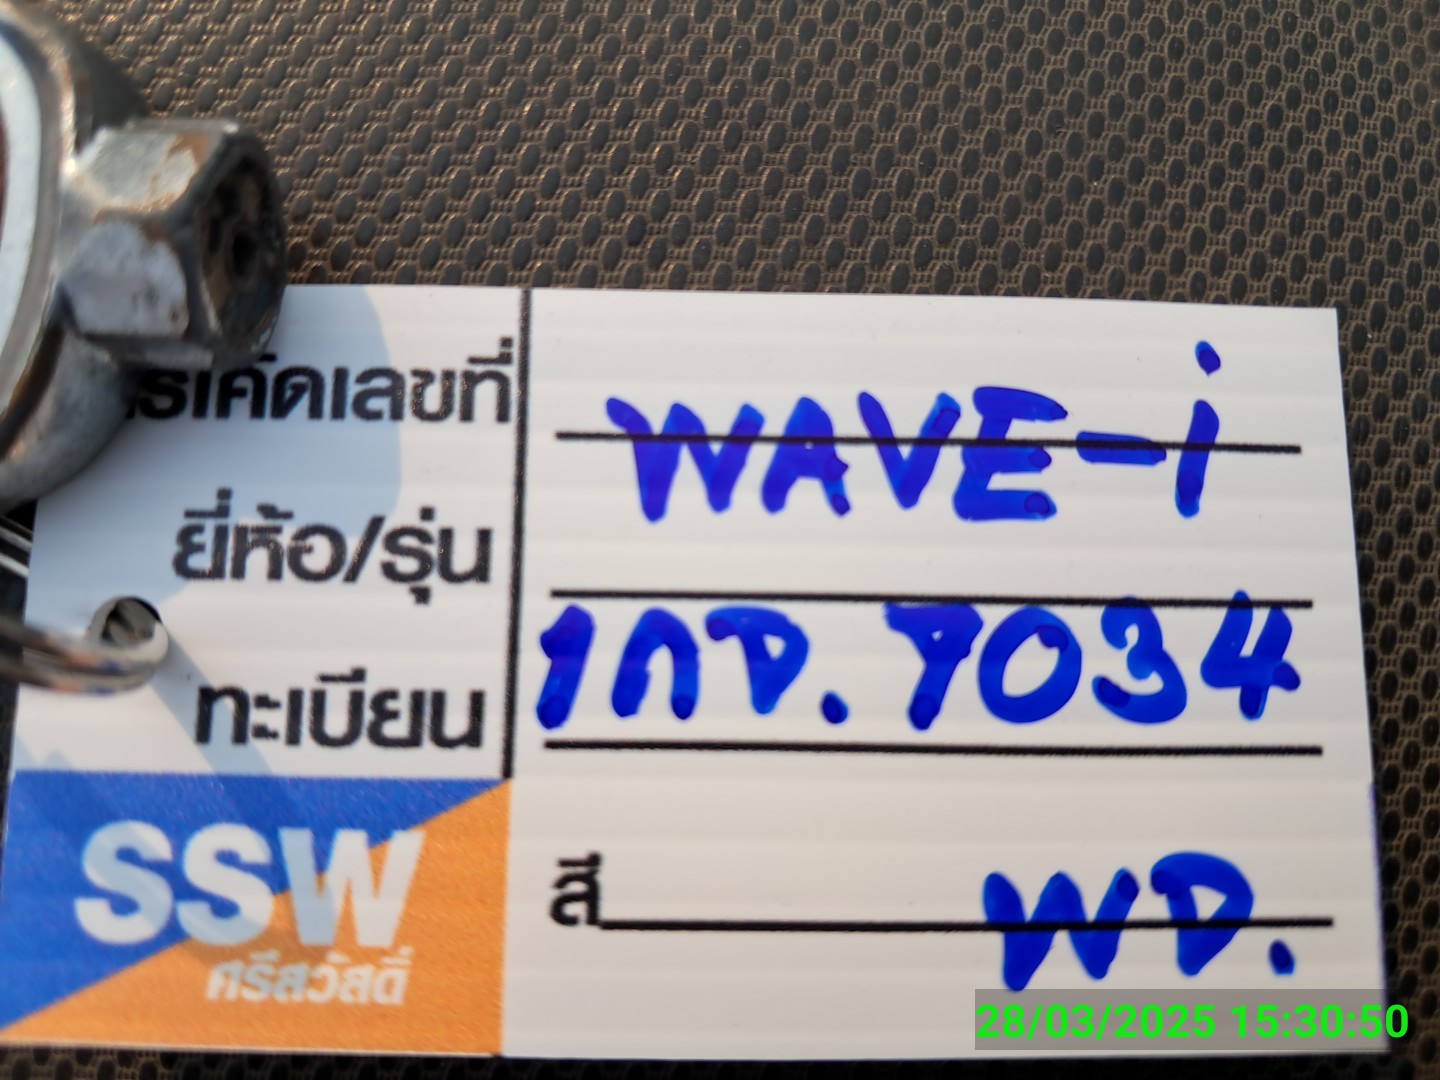 รเค๊ดเลขที่ WAVE-i
ยี่ห้อ/รุ่น
ทะเบียน 1กด. 7034
SSW
ศรีสวัสดิ์
สี WD.
28/03/2025 15:30:50